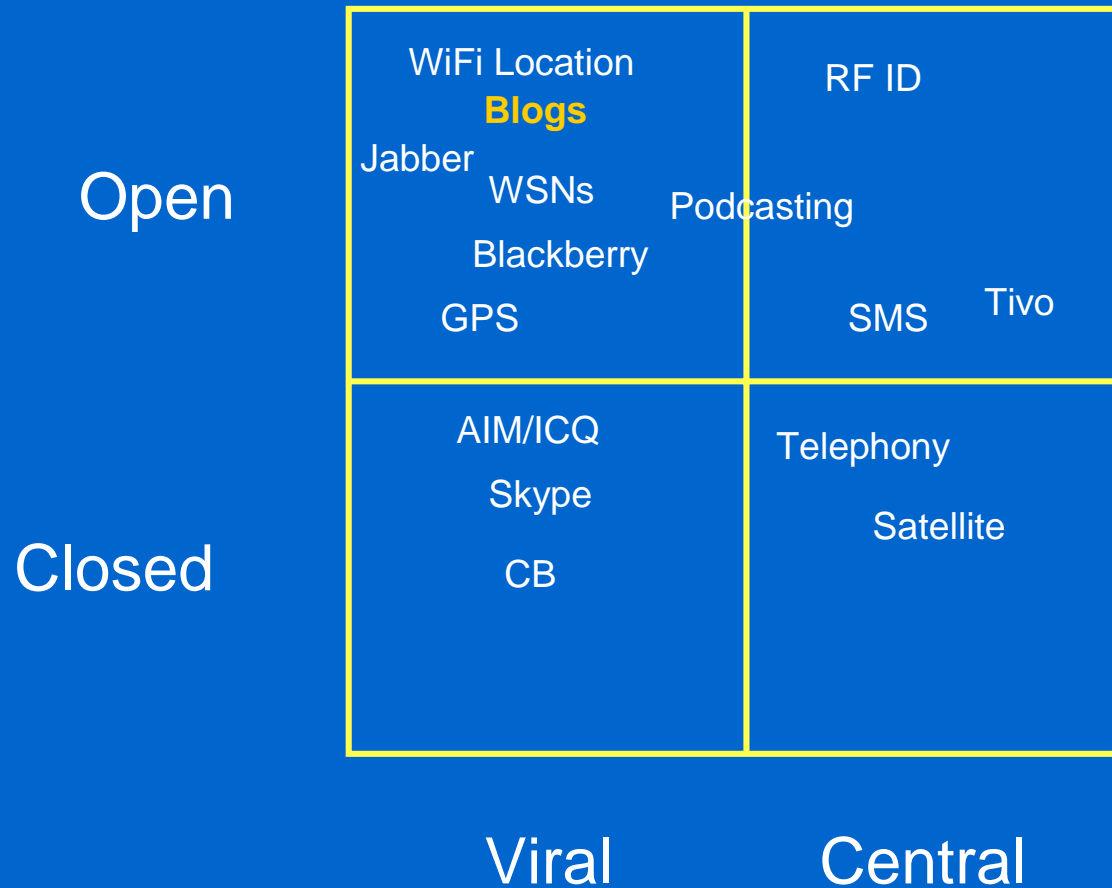 WiFi Location
RF ID
Blogs
Jabber
Open
WSNs
Podcasting
Blackberry
GPS
SMS
Tivo
AIM/ICQ
Telephony
Skype
Satellite
Closed
CB
Viral
Central